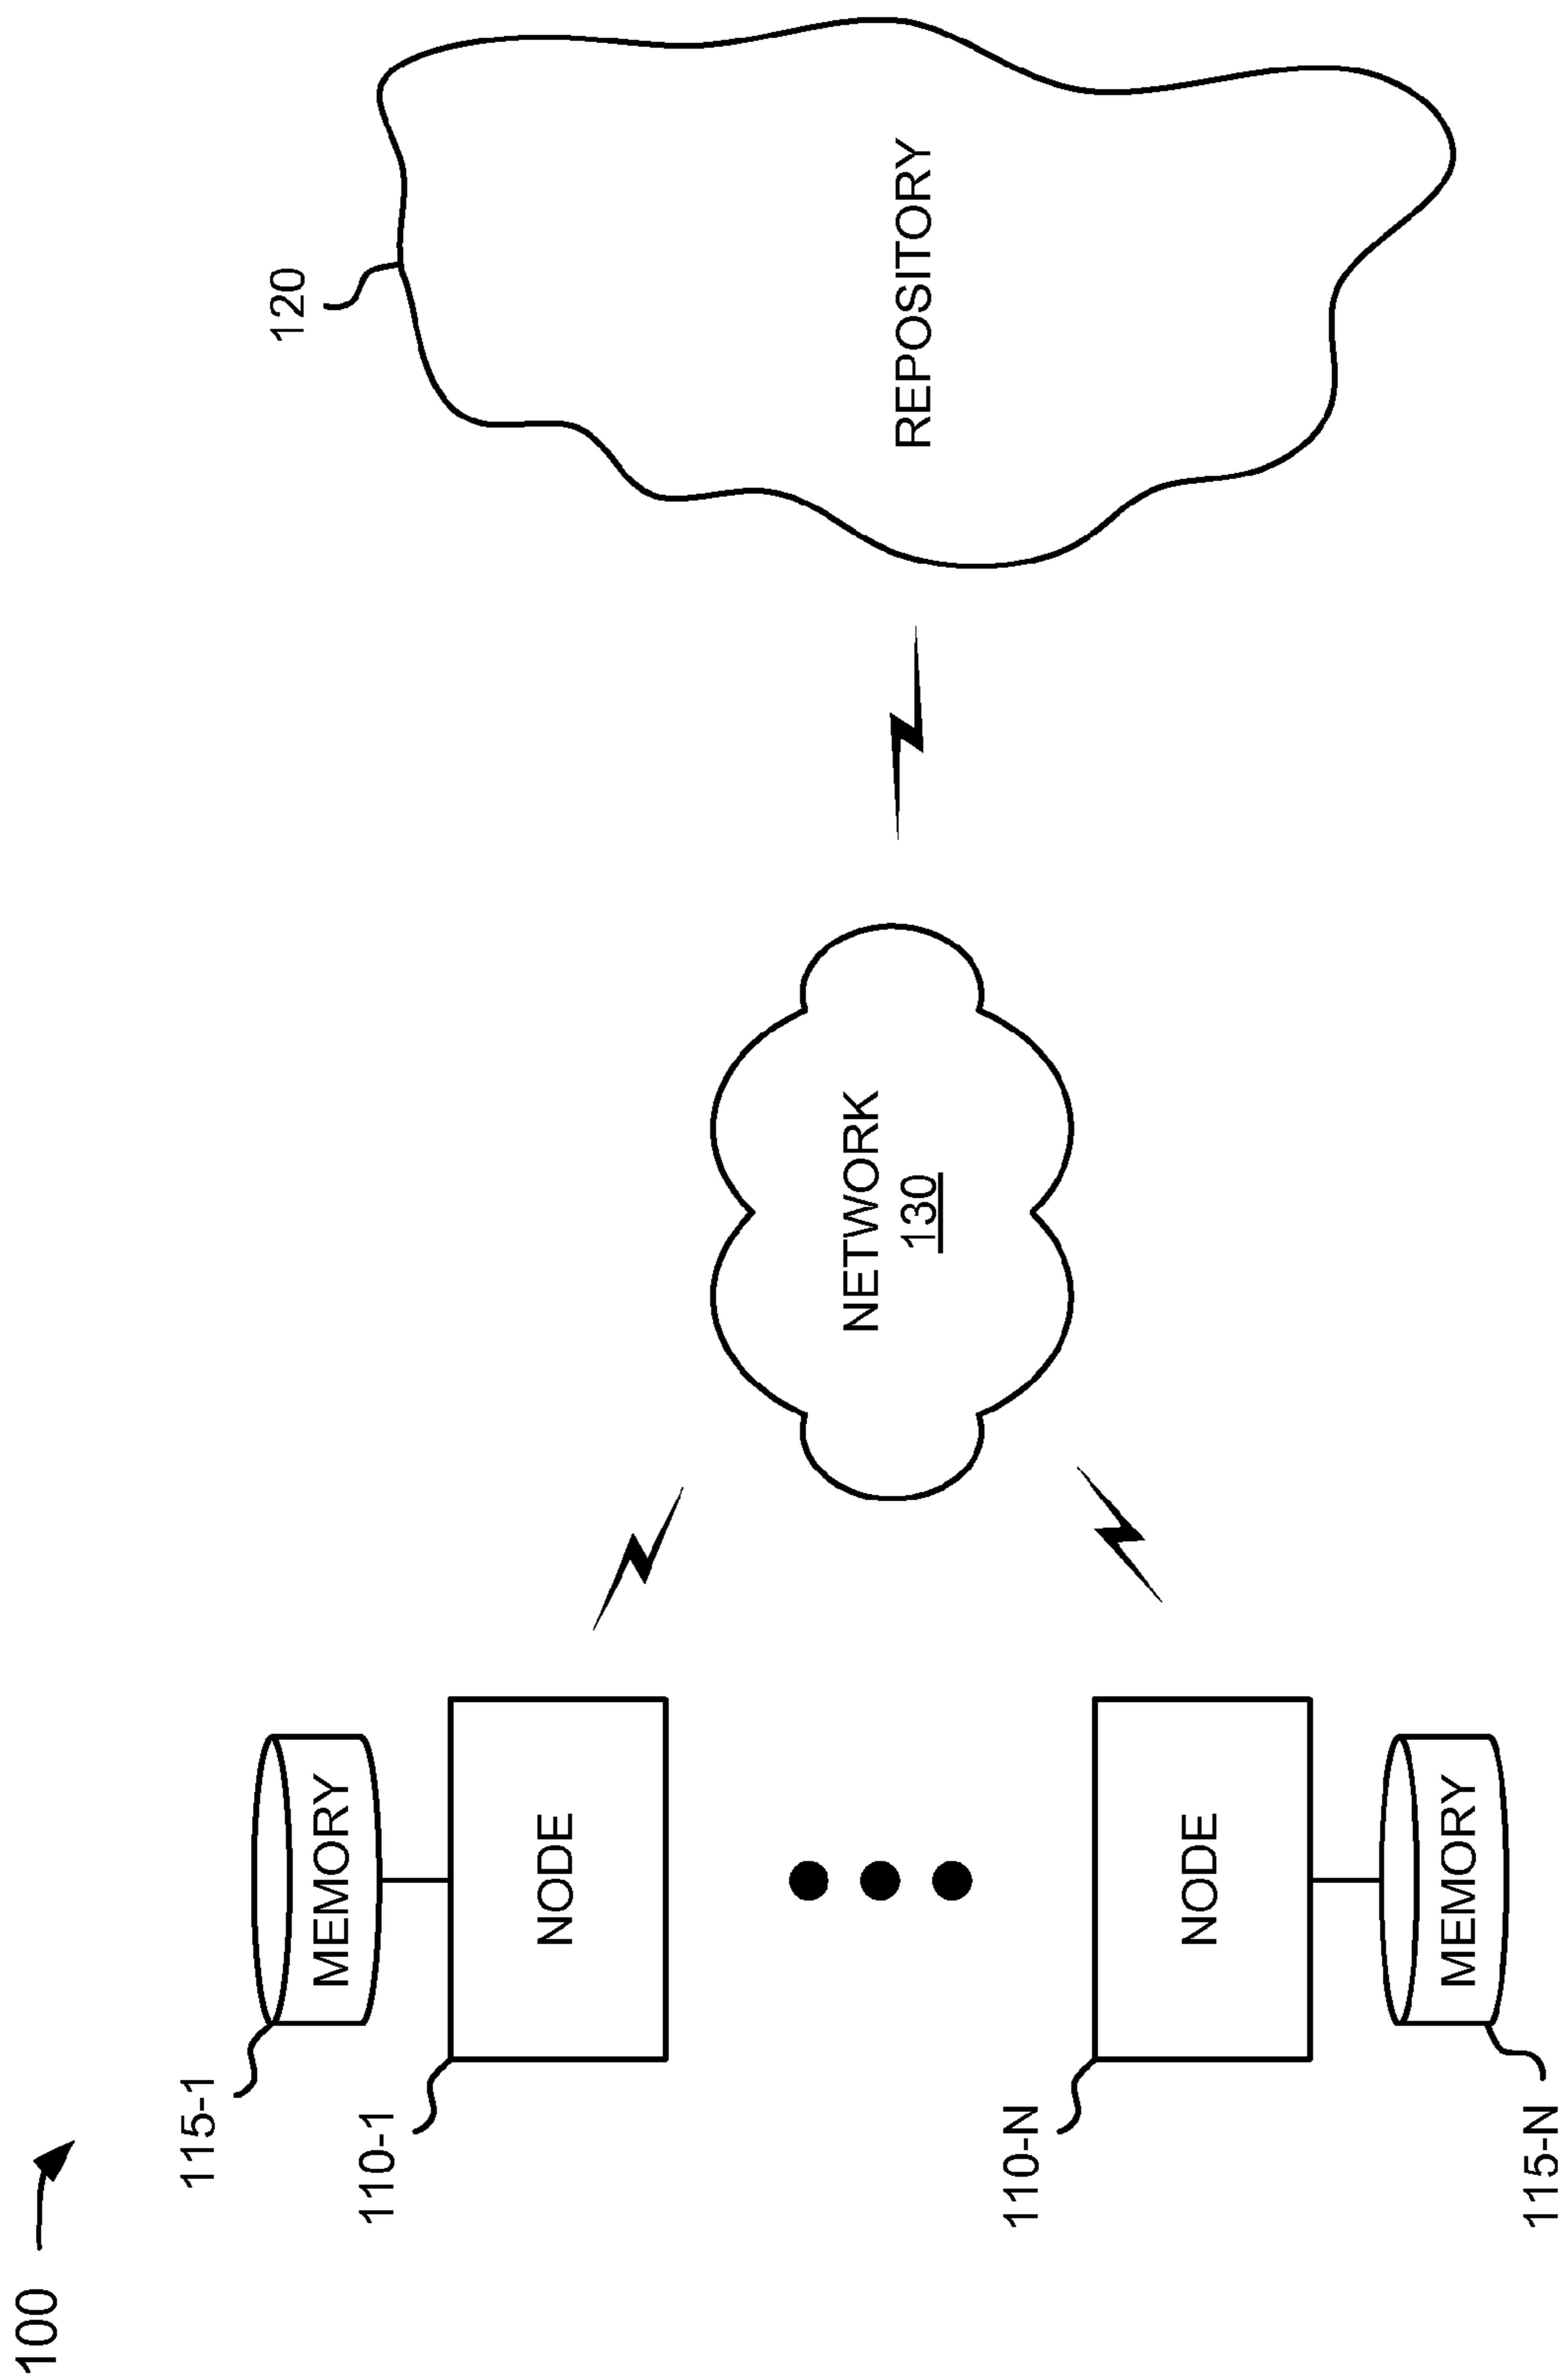 100
115-1
MEMORY
110-1
NODE
110-N
NODE
115-N
MEMORY
NETWORK
130
120
REPOSITORY